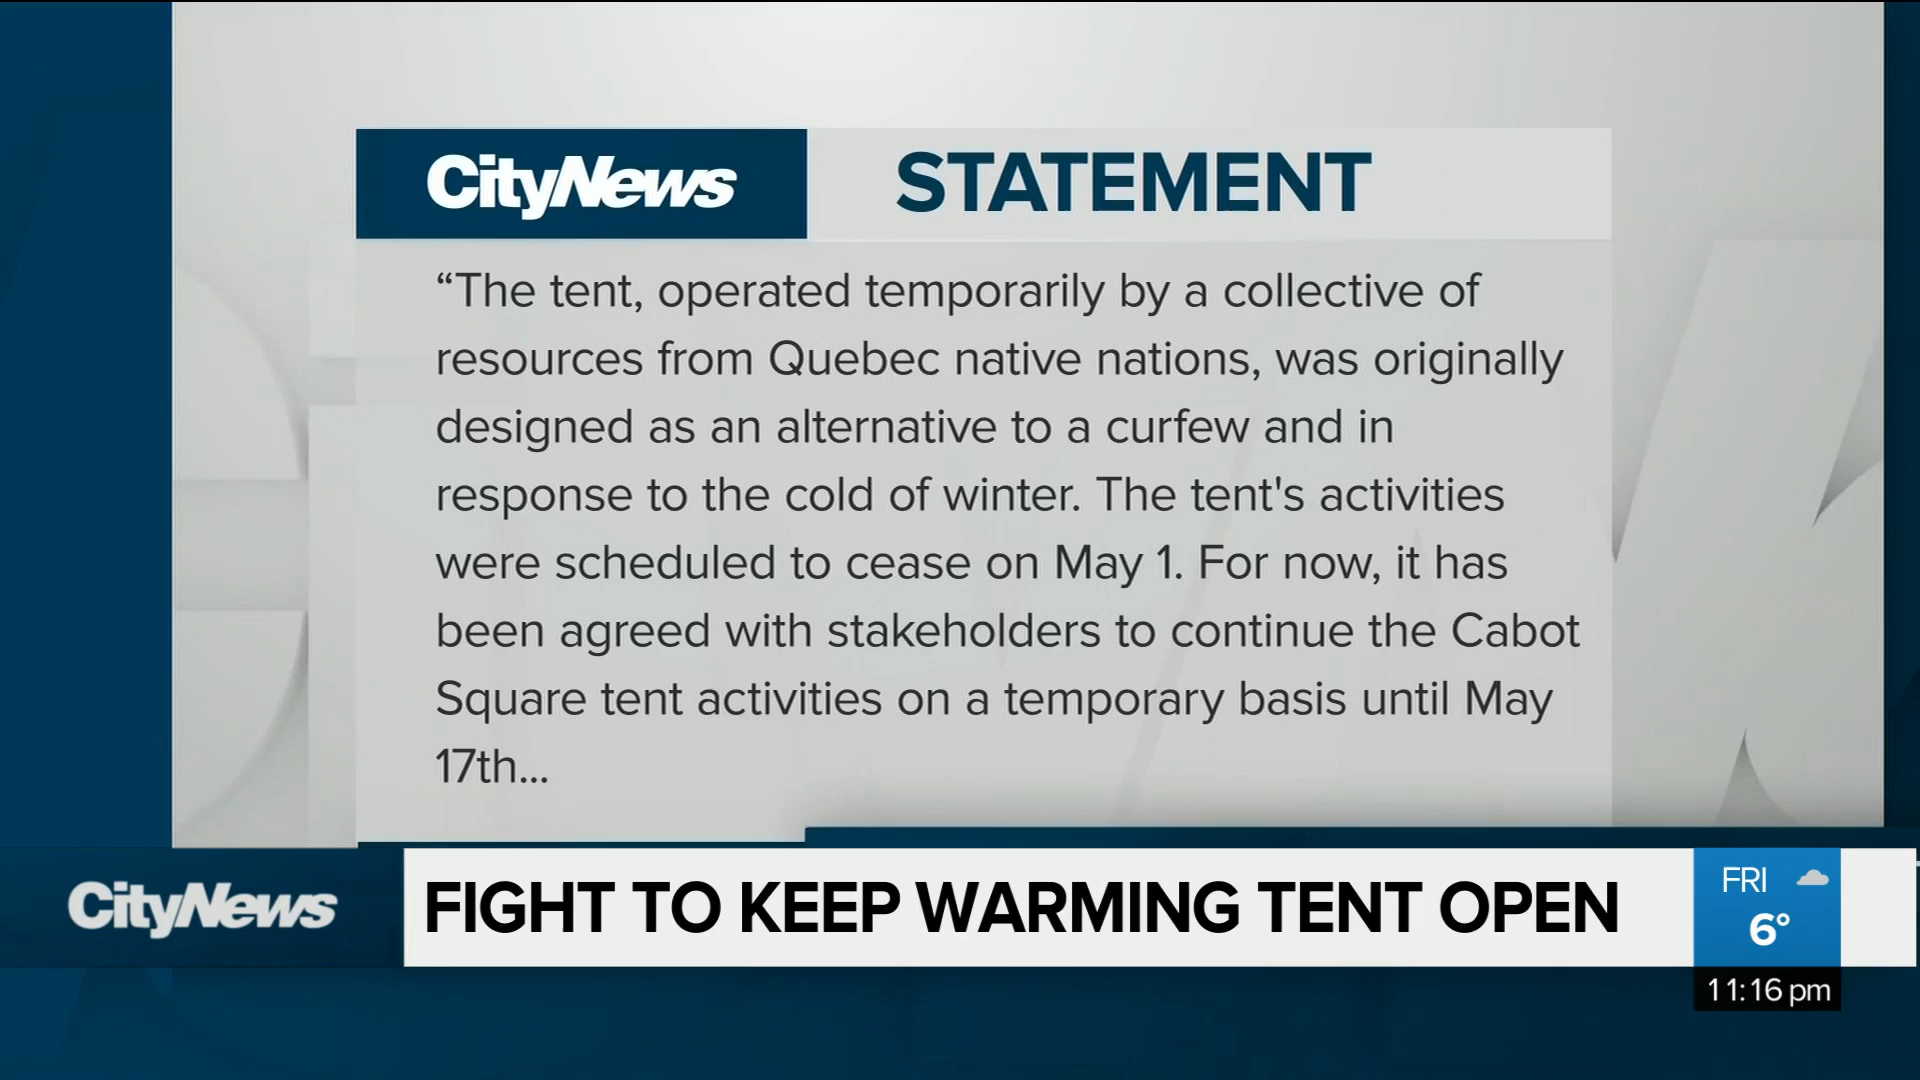 CityNews
STATEMENT
“The tent, operated temporarily by a collective of
resources from Quebec native nations, was originally
designed as an alternative to a curfew and in
response to the cold of winter. The tent's activities
were scheduled to cease on May 1. For now, it has
been agreed with stakeholders to continue the Cabot
Square tent activities on a temporary basis until May
17th...
CityNews
FIGHT TO KEEP WARMING TENT OPEN
FRI
6°
11:16 pm